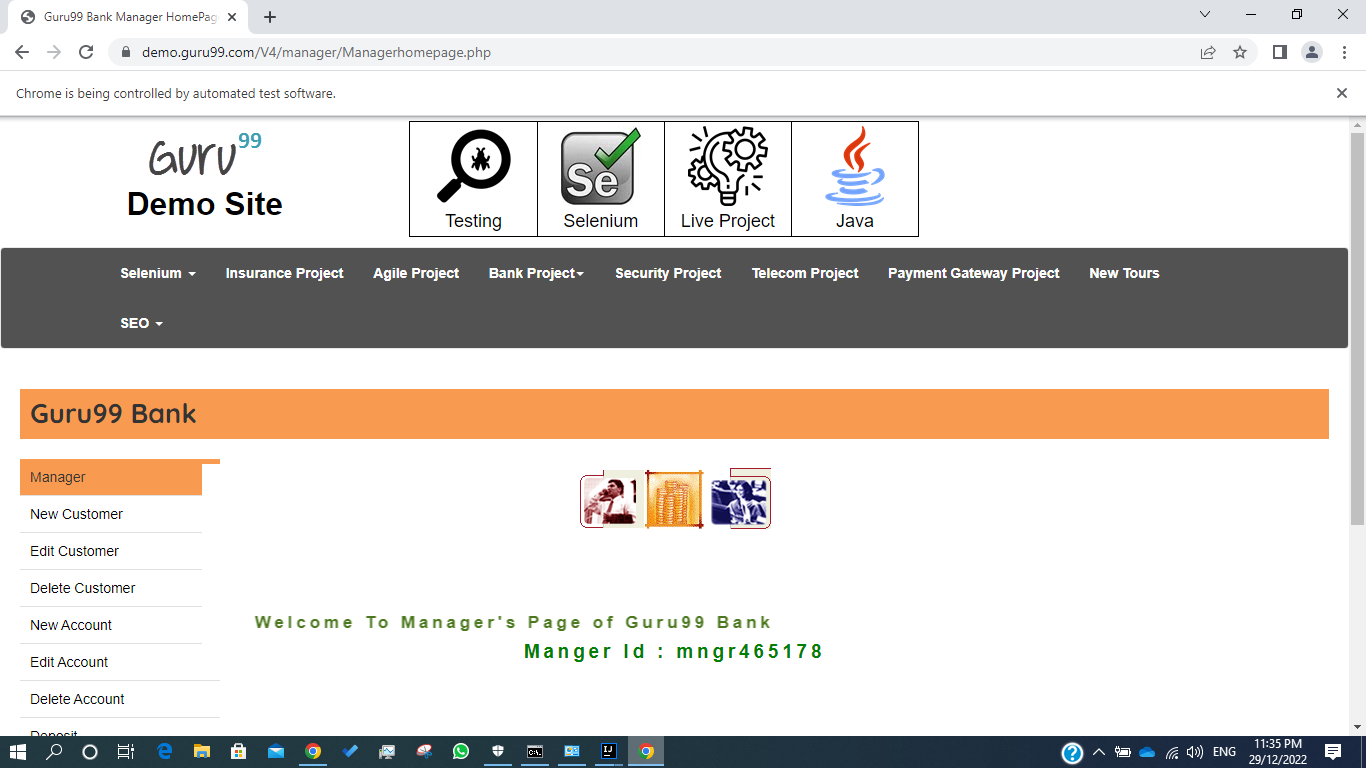 Guru99 Bank Manager HomePag
demo.guru99.com/V4/manager/Managerhomepage.php
Chrome is being controlled by automated test software.
Guru99
Demo Site
Testing Selenium Live Project Java
Se
Selenium Insurance Project Agile Project Bank Project Security Project Telecom Project Payment Gateway Project New Tours
SEO
Guru99 Bank
Manager
New Customer
Edit Customer
Delete Customer
New Account
Edit Account
Delete Account
Deposit
Welcome To Manager's Page of Guru99 Bank
Manger Id : mngr465178
ENG
11:35 PM
29/12/2022